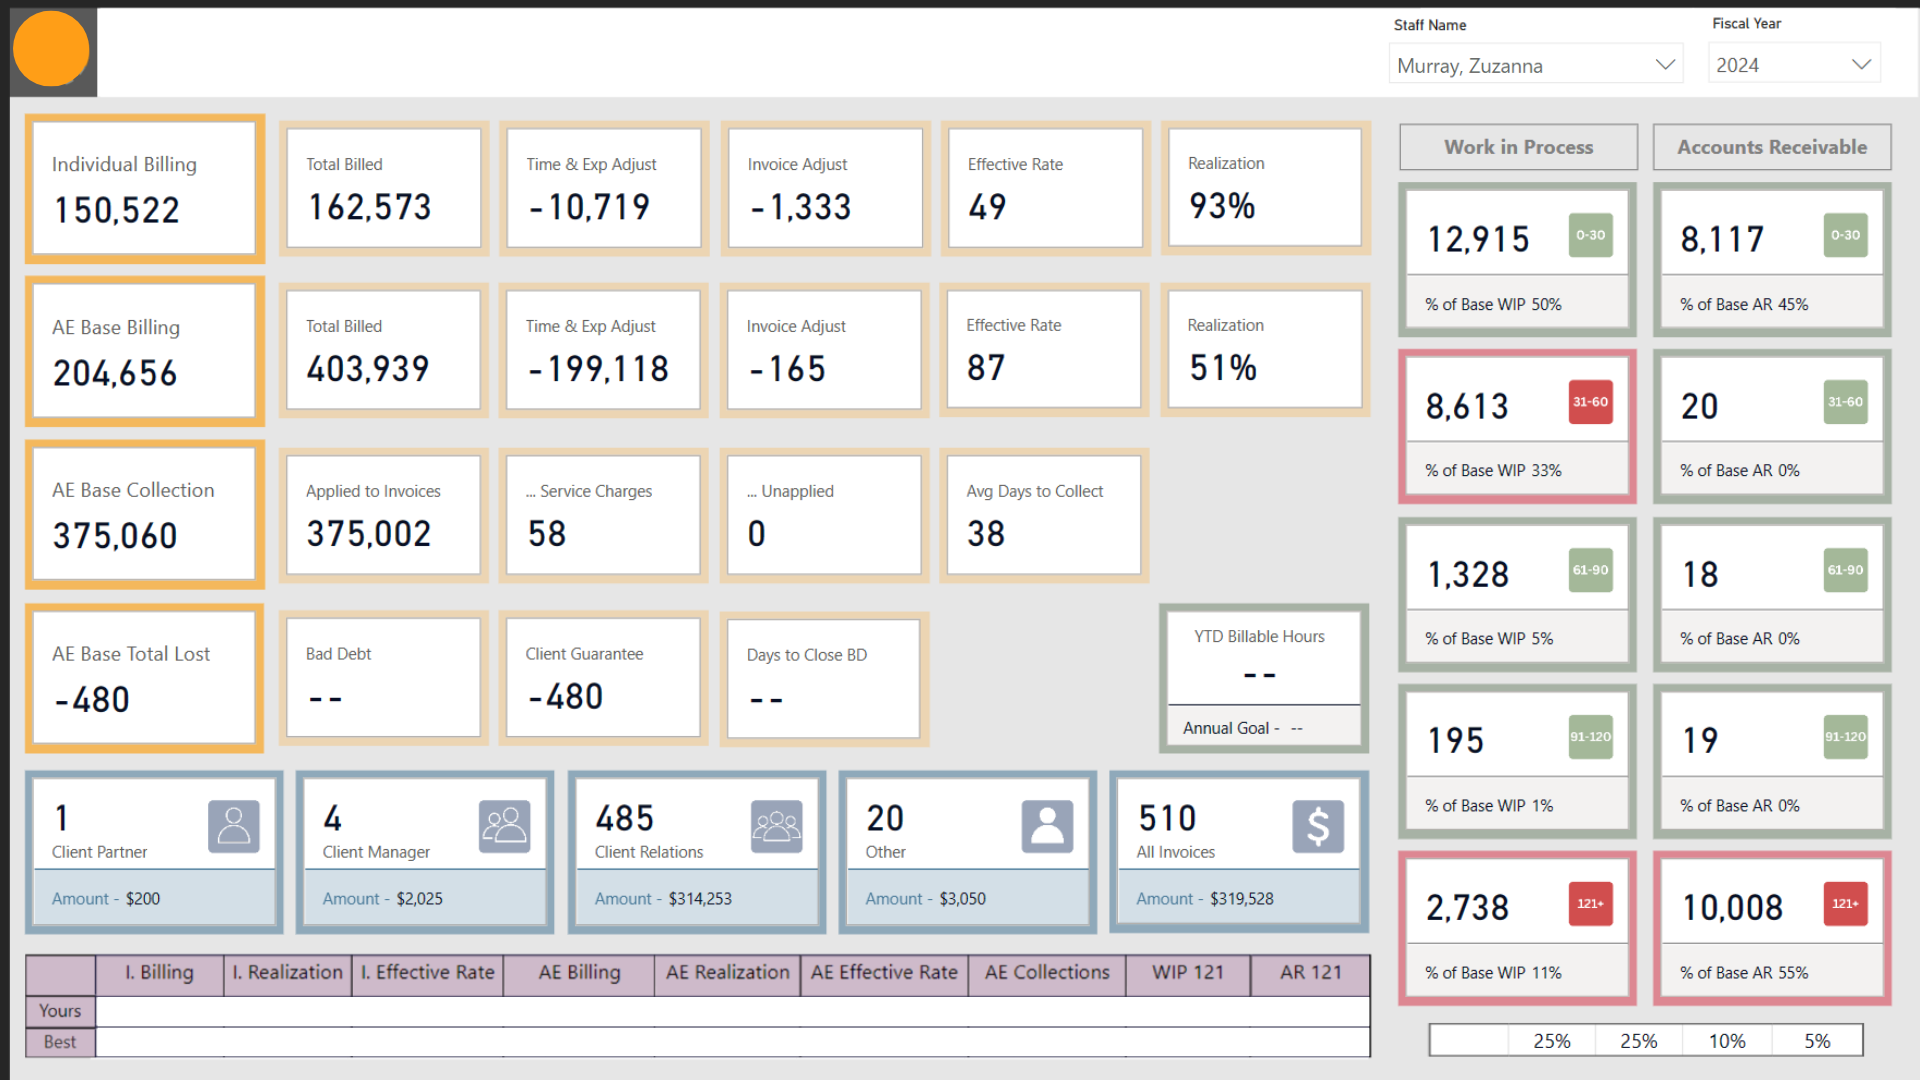 Staff Name
Fiscal Year
Murray, Zuzanna
2024
Individual Billing
150,522
Total Billed
162,573
Time & Exp Adjust
-10,719
Invoice Adjust
-1,333
Effective Rate
49
Realization
93%
AE Base Billing
204,656
Total Billed
403,939
Time & Exp Adjust
-199,118
Invoice Adjust
-165
Effective Rate
87
Realization
51%
AE Base Collection
375,060
Applied to Invoices
375,002
... Service Charges
58
... Unapplied
0
Avg Days to Collect
38
AE Base Total Lost
-480
Bad Debt
--
Client Guarantee
-480
Days to Close BD
--
YTD Billable Hours
--
Annual Goal - --
1
Client Partner
Amount - $200
4
Client Manager
Amount - $2,025
485
Client Relations
Amount - $314,253
20
Other
Amount - $3,050
510
$
All Invoices
Amount - $319,528
I. Billing I. Realization I. Effective Rate AE Billing AE Realization AE Effective Rate AE Collections WIP 121 AR 121
Yours
Best
Work in Process
Accounts Receivable
12,915 0-30
% of Base WIP 50%
8,117 0-30
% of Base AR 45%
8,613 31-60
% of Base WIP 33%
20 31-60
% of Base AR 0%
1,328 61-90
% of Base WIP 5%
18 61-90
% of Base AR 0%
195 91-120
% of Base WIP 1%
19 91-120
% of Base AR 0%
2,738 121+
% of Base WIP 11%
10,008 121+
% of Base AR 55%
25% 25% 10% 5%